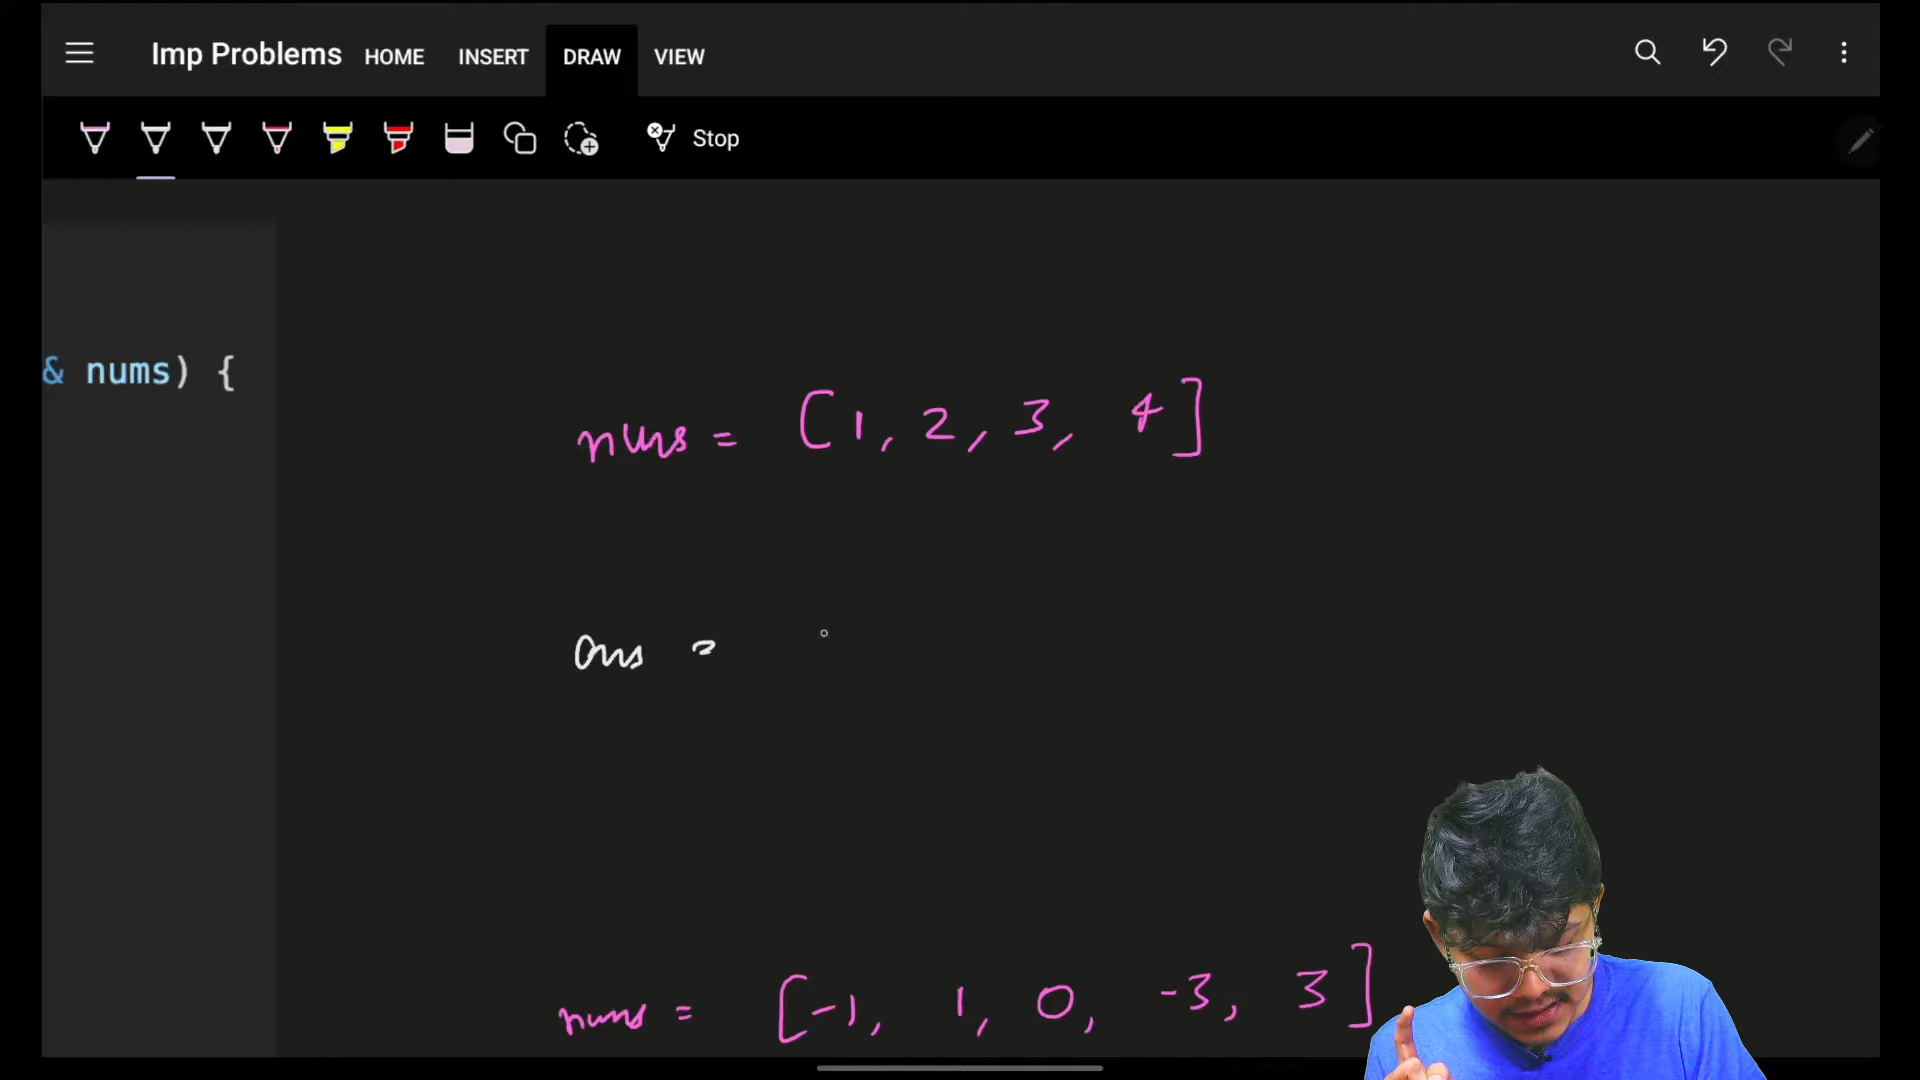 Imp Problems HOME INSERT DRAW VIEW
Stop
& nums) {
nums = [1, 2, 3, 4]
ans =
nums = [-1, 1, 0, -3, 3]